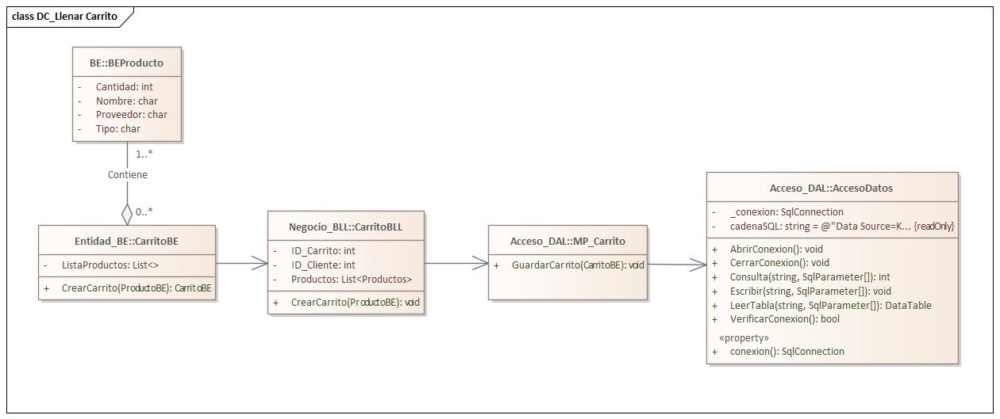 class DC_Llenar Carrito
BE::BEProducto
- Cantidad: int
- Nombre: char
- Proveedor: char
- Tipo: char
1..*
Contiene
0..*
Entidad_BE::CarritoBE
- ListaProductos: List<>
+ CrearCarrito(ProductoBE): CarritoBE
Negocio_BLL::CarritoBLL
- ID_Carrito: int
- ID_Cliente: int
- Productos: List<Productos>
+ CrearCarrito(ProductoBE): void
Acceso_DAL::MP_Carrito
+ GuardarCarrito(CarritoBE): void
Acceso_DAL::AccesoDatos
- _conexion: SqlConnection
- cadenaSQL: string = @"Data Source=K... {readOnly}
+ AbrirConexion(): void
+ CerrarConexion(): void
+ Consulta(string, SqlParameter[]): int
+ Escribir(string, SqlParameter[]): void
+ LeerTabla(string, SqlParameter[]): DataTable
+ VerificarConexion(): bool
«property»
+ conexion(): SqlConnection